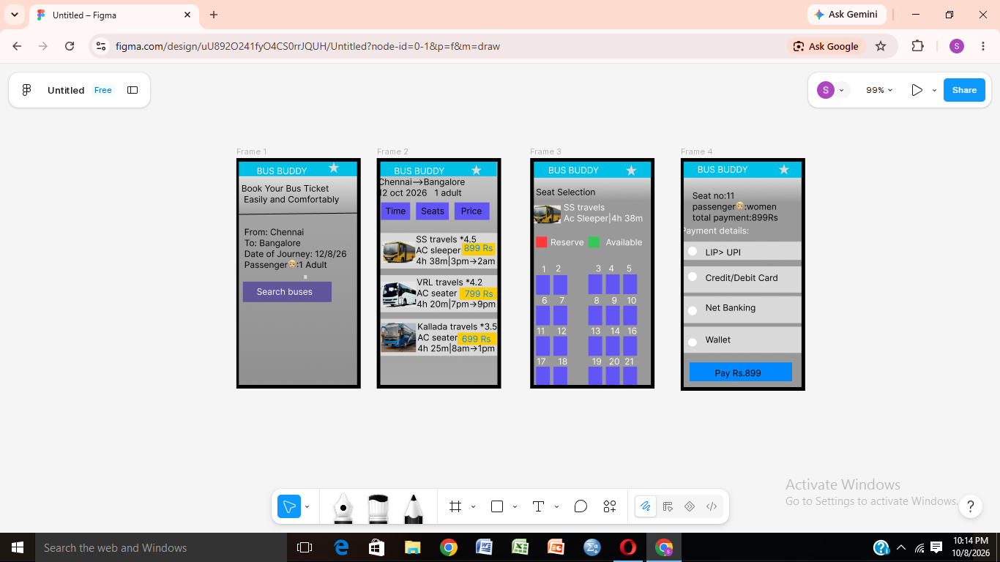 Untitled – Figma
Ask Gemini
figma.com/design/uU892O241fyO4CS0rrJQUH/Untitled?node-id=0-1&p=f&m=draw
Ask Google
S
Untitled
Free
S
99%
Share
Frame 1
BUS BUDDY
Book Your Bus Ticket
Easily and Comfortably
From: Chennai
To: Bangalore
Date of Journey: 12/8/26
Passenger👵🏼:1 Adult
Search buses
Frame 2
BUS BUDDY
Chennai→Bangalore
12 oct 2026 1 adult
Time
Seats
Price
SS travels *4.5
AC sleeper
899 Rs
4h 38m|3pm→2am
VRL travels *4.2
AC seater
799 Rs
4h 20m|7pm→9pm
Kallada travels *3.5
AC seater
699 Rs
4h 25m|8am→1pm
Frame 3
BUS BUDDY
Seat Selection
SS travels
Ac Sleeper|4h 38m
Reserve
Available
1 2 3 4 5
6 7 8 9 10
11 12 13 14 16
17 18 19 20 21
Frame 4
BUS BUDDY
Seat no:11
passenger👵🏼:women
total payment:899Rs
Payment details:
LIP> UPI
Credit/Debit Card
Net Banking
Wallet
Pay Rs.899
Activate Windows
Go to Settings to activate Windows.
?
Search the web and Windows
10:14 PM
10/8/2026